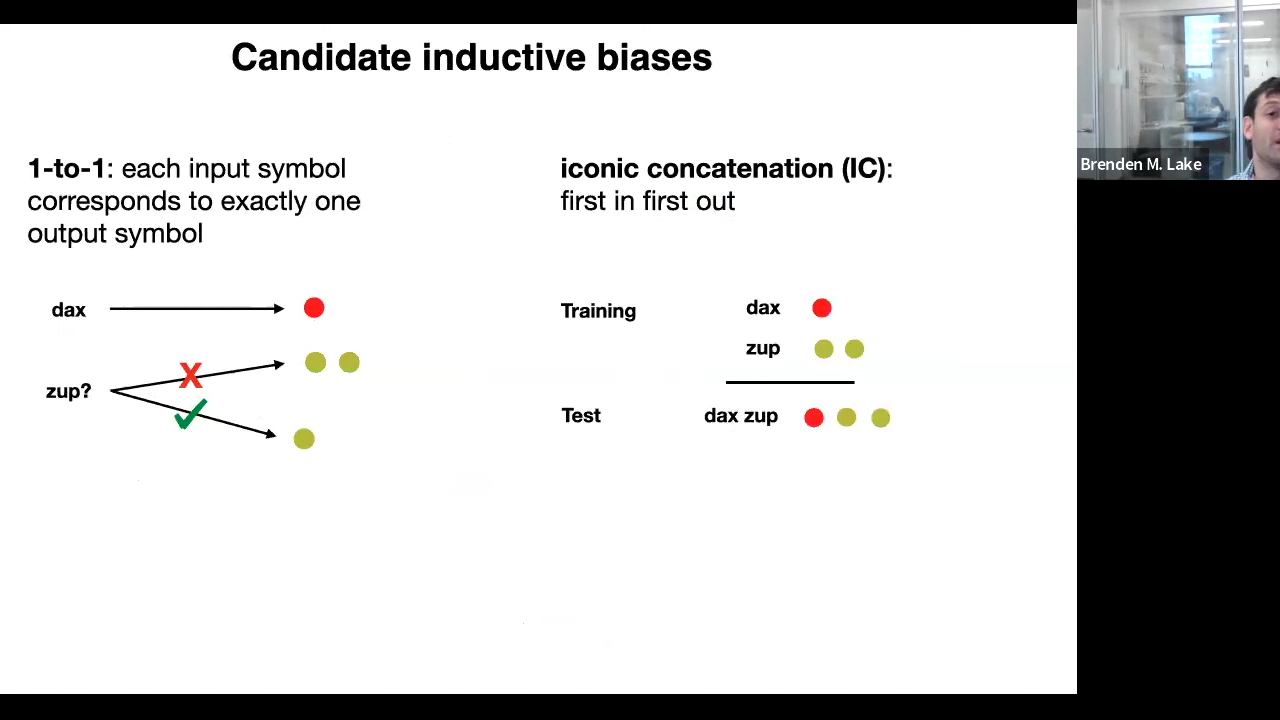 Candidate inductive biases
1-to-1: each input symbol
corresponds to exactly one
output symbol
dax
X
zup?
iconic concatenation (IC):
first in first out
Training
dax
zup
Test
dax zup
Brenden M. Lake